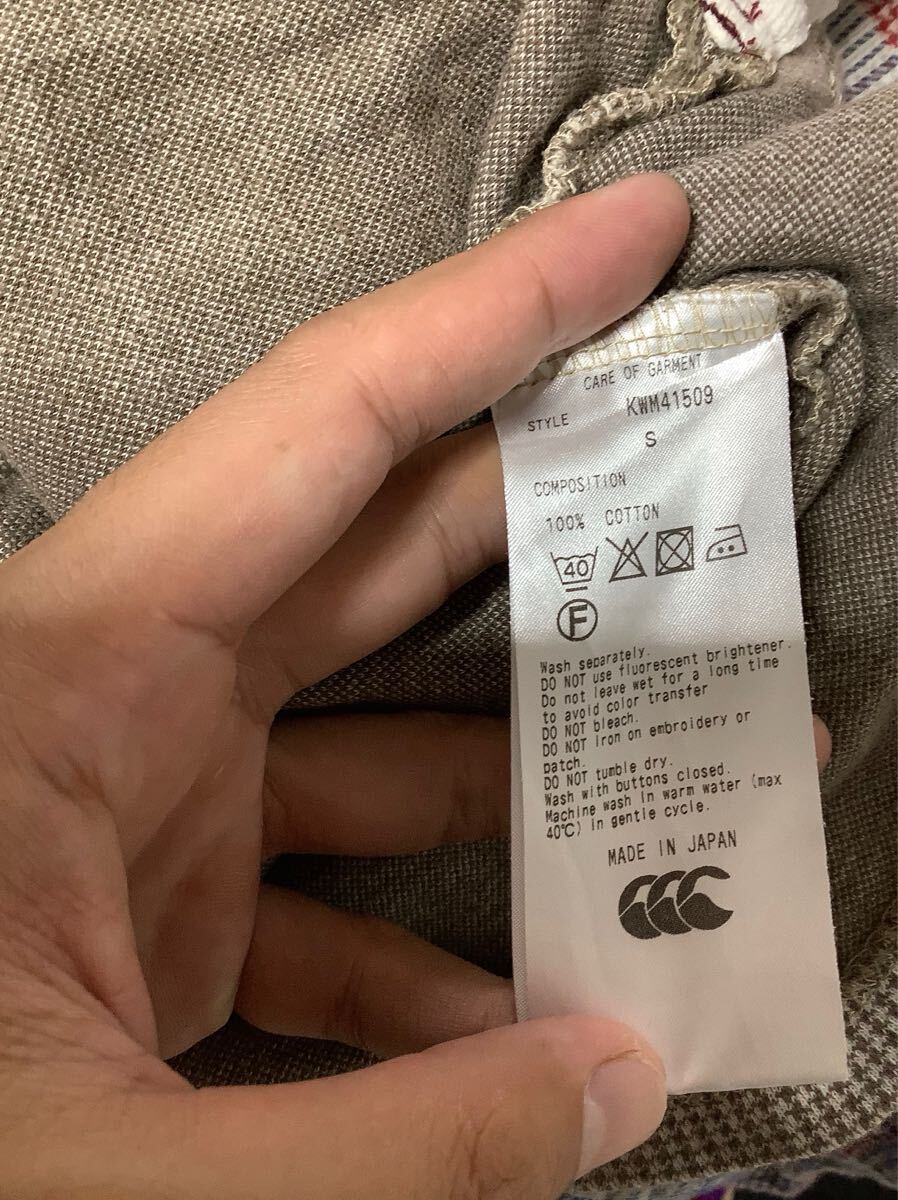 CARE OF GARMENT
STYLE KWM41509
S
COMPOSITION
100% COTTON
40
F
Wash separately.
DO NOT use fluorescent brightener.
Do not leave wet for a long time
to avoid color transfer
DO NOT bleach.
DO NOT Iron on embroidery or
patch.
DO NOT tumble dry.
Wash with buttons closed.
Machine wash in warm water (max
40℃) in gentle cycle.
MADE IN JAPAN
CCC